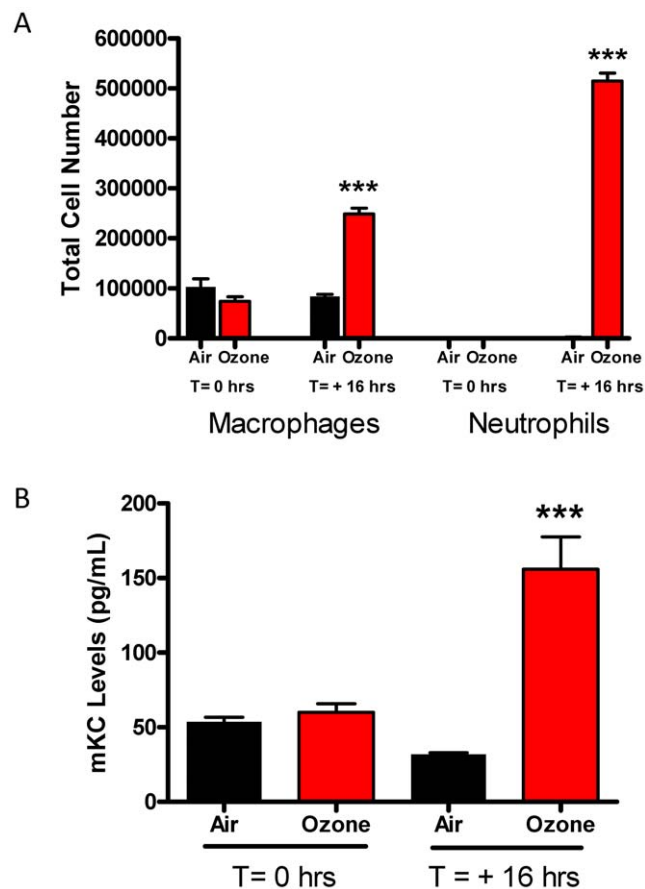 A
Total Cell Number
600000
500000
400000
300000
200000
100000
0
***
***
Air Ozone Air Ozone Air Ozone Air Ozone
T= 0 hrs T= + 16 hrs T= 0 hrs T= + 16 hrs
Macrophages Neutrophils
B
mKC Levels (pg/mL)
200
150
100
50
0
***
Air Ozone Air Ozone
T= 0 hrs T = + 16 hrs